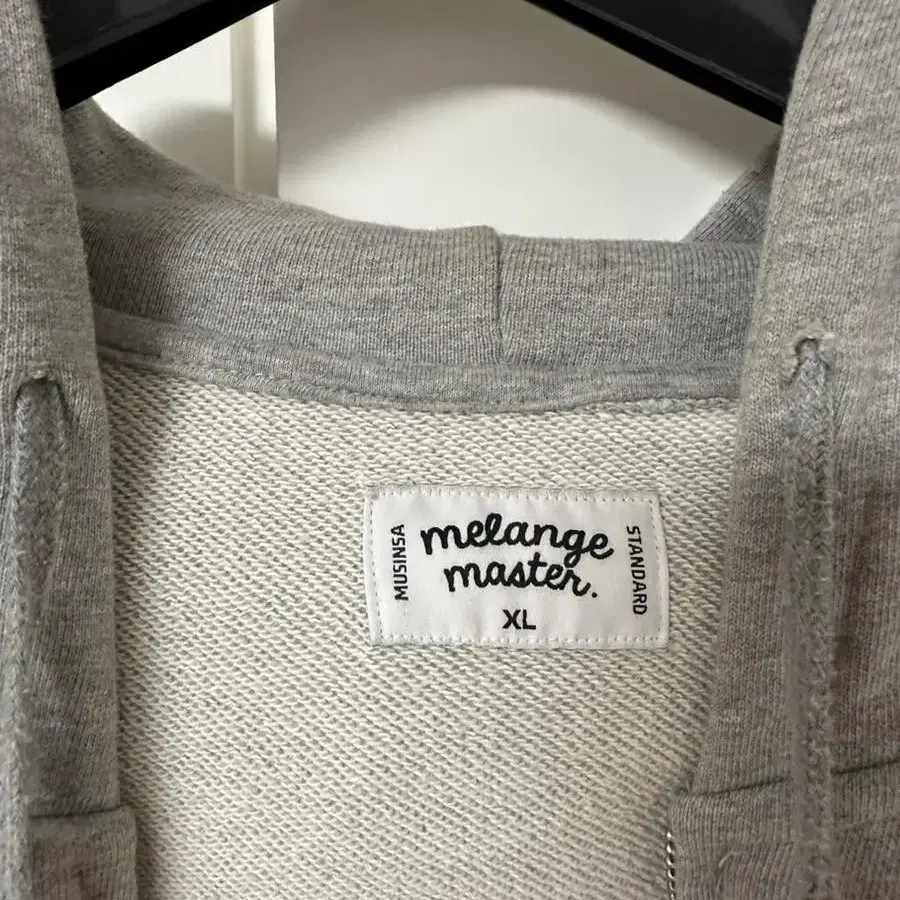 MUSINSA
melange
master.
XL
STANDARD